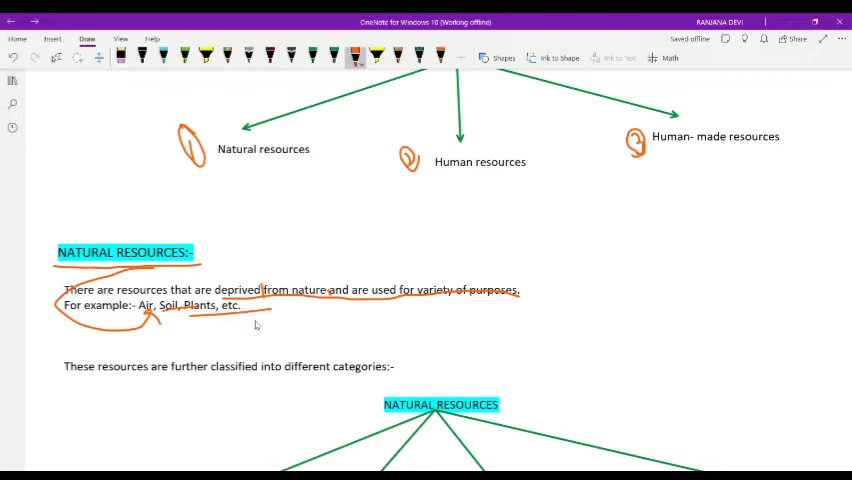 OneNote for Windows 10 (Working offline)
RANJANA DEVI
Home Insert Draw View Help
Saved offline
Share
Shapes
Ink to Shape
Ink to Text
Math
1 Natural resources
2 Human resources
3 Human- made resources
NATURAL RESOURCES:-
There are resources that are deprived from nature and are used for variety of purposes.
For example:- Air, Soil, Plants, etc.
These resources are further classified into different categories:-
NATURAL RESOURCES